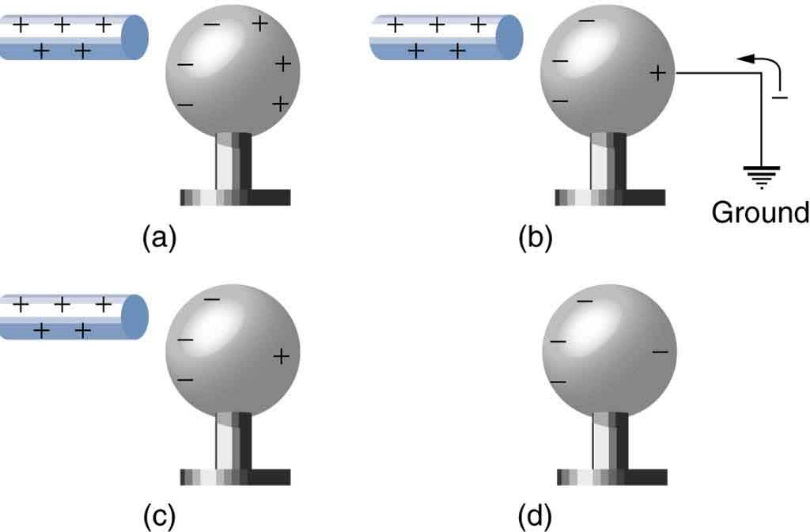 + + +
+ +
− +
− +
− +
(a)
+ + +
+ +
−
− +
−
−
Ground
(b)
+ + +
+ +
−
− +
−
(c)
−
− −
−
(d)